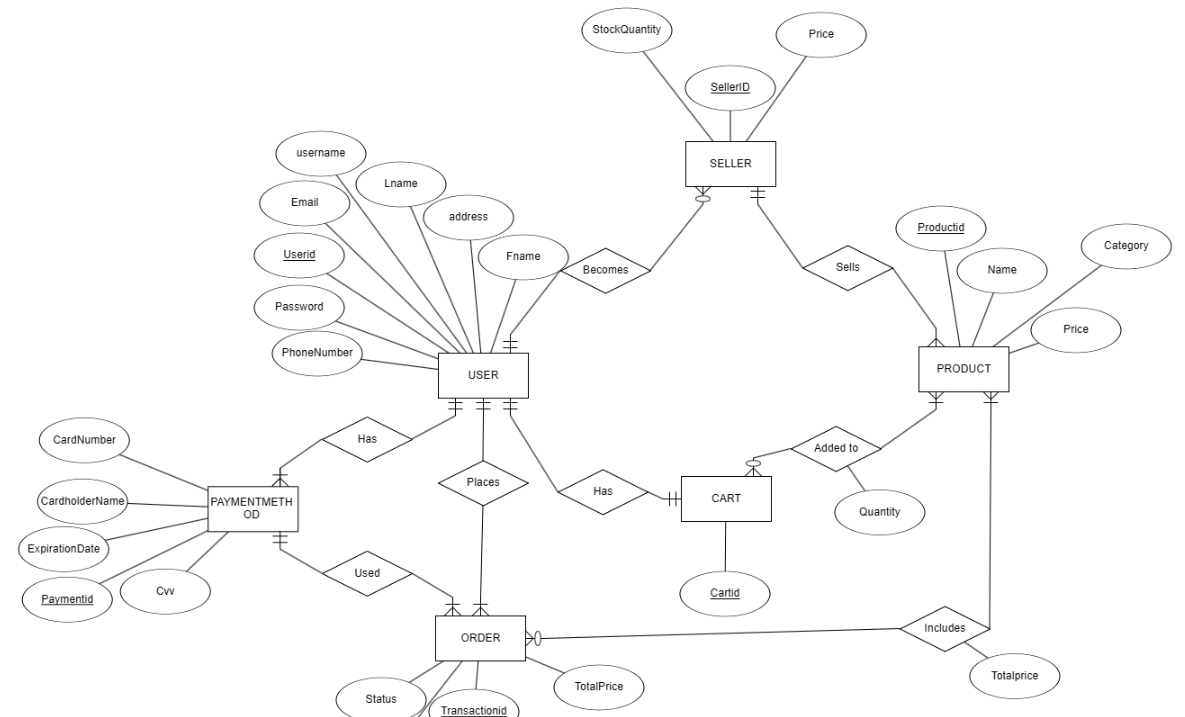 StockQuantity
Price
SellerID
SELLER
username
Lname
Email
address
Userid
Fname
Password
PhoneNumber
USER
Becomes
Sells
Productid
Category
Name
Price
PRODUCT
CardNumber
Has
PAYMENTMETH
OD
CardholderName
ExpirationDate
Paymentid
Cvv
Places
Has
CART
Added to
Quantity
Cartid
Used
ORDER
Includes
Totalprice
Status
Transactionid
TotalPrice